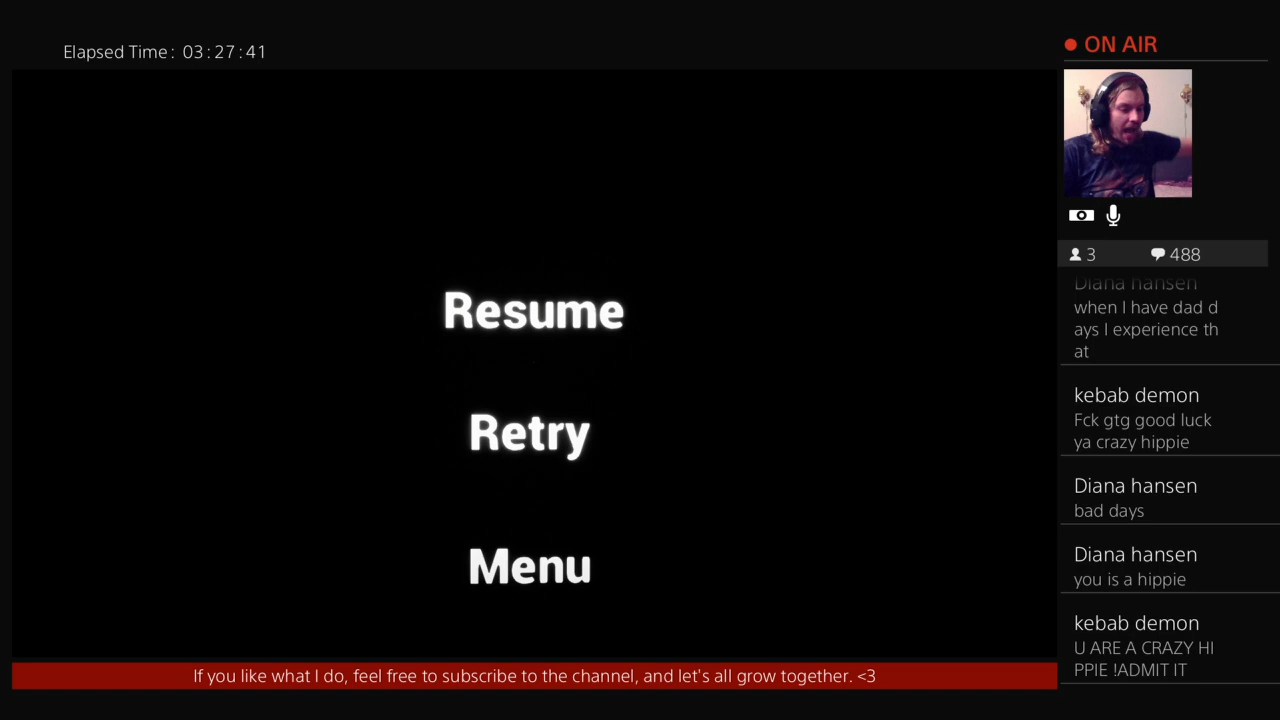 Elapsed Time: 03:27:41
ON AIR
Resume
Retry
Menu
3 488
Diana hansen
when I have dad d
ays I experience th
at
kebab demon
Fck gtg good luck
ya crazy hippie
Diana hansen
bad days
Diana hansen
you is a hippie
kebab demon
U ARE A CRAZY HI
PPIE !ADMIT IT
If you like what I do, feel free to subscribe to the channel, and let's all grow together. <3